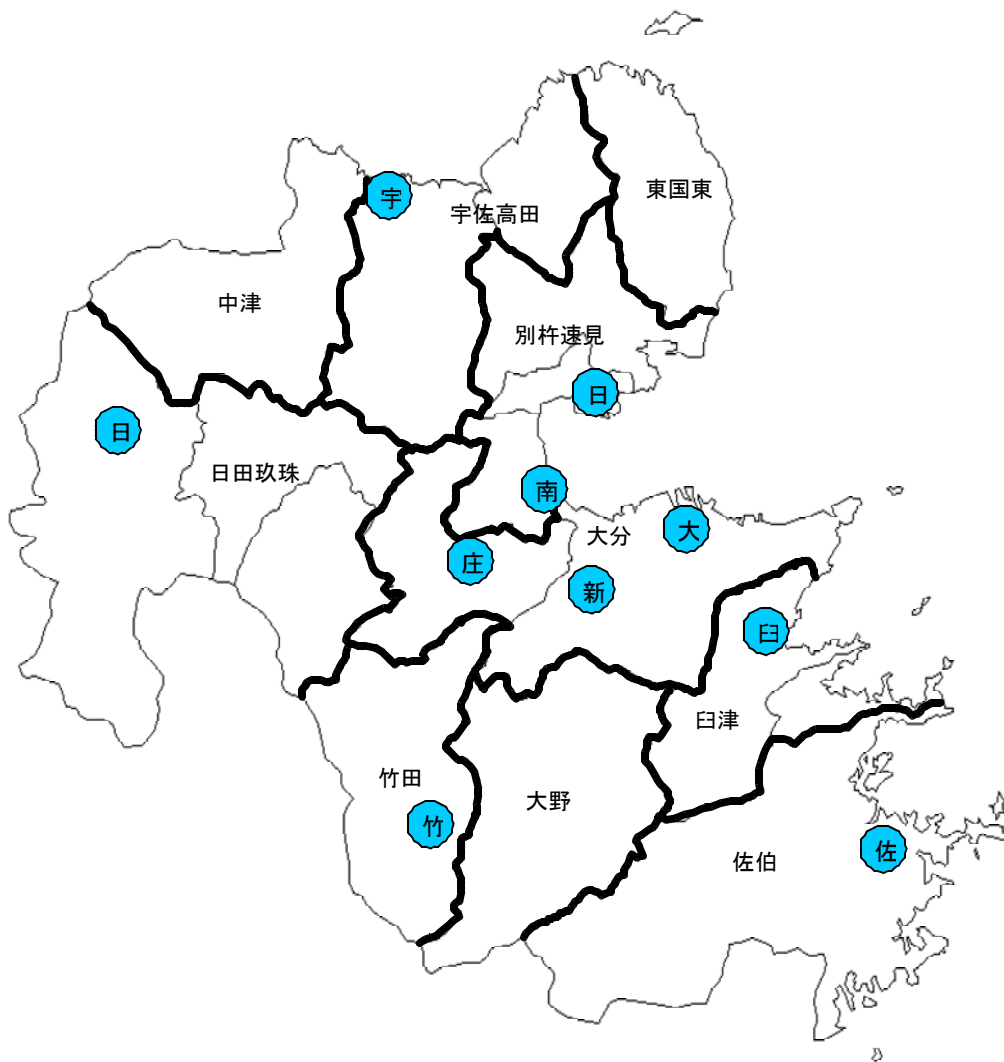 東国東
宇
宇佐高田
中津
別杵速見
日
日
日田玖珠
南
大
大分
庄
新
臼
臼津
竹田
大野
竹
佐
佐伯